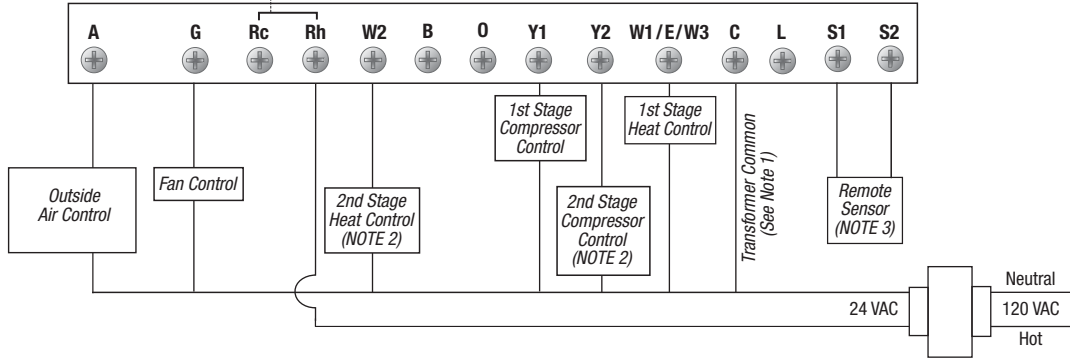 A G Rc Rh W2 B O Y1 Y2 W1/E/W3 C L S1 S2
Outside
Air Control
Fan Control
2nd Stage
Heat Control
(NOTE 2)
1st Stage
Compressor
Control
2nd Stage
Compressor
Control
(NOTE 2)
1st Stage
Heat Control
Transformer Common
(See Note 1)
Remote
Sensor
(NOTE 3)
24 VAC
Neutral
120 VAC
Hot